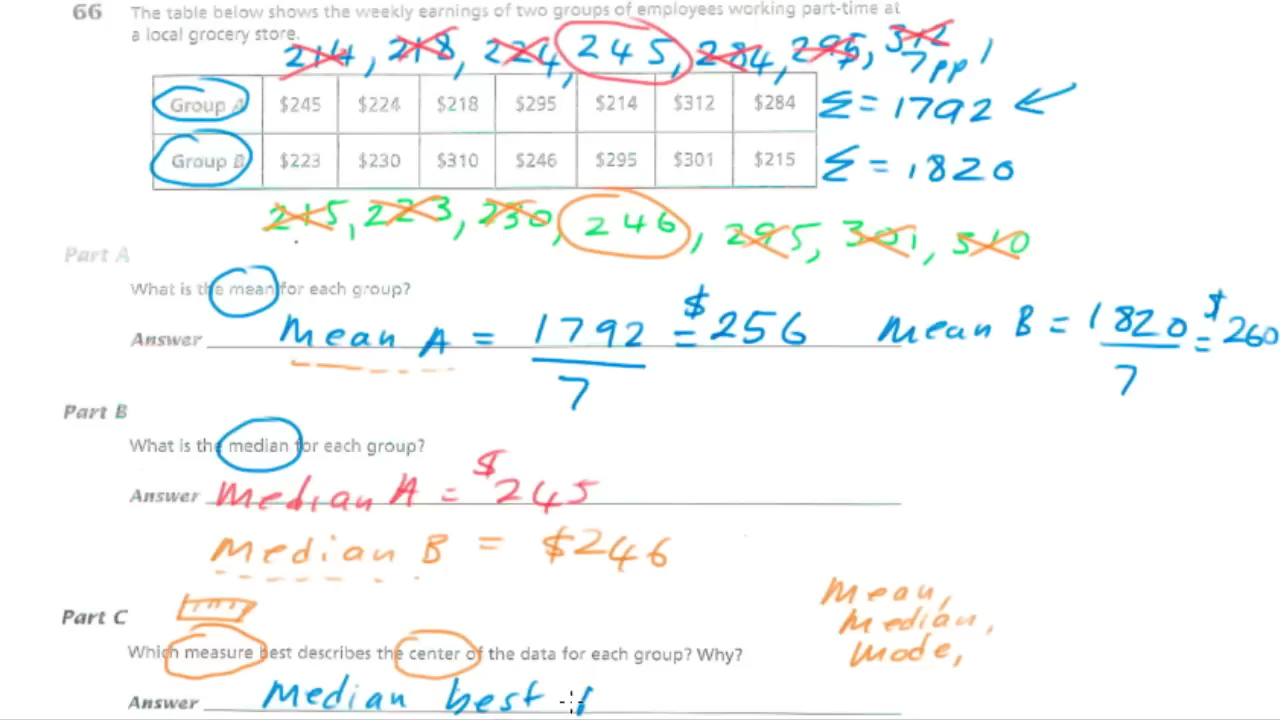 66 The table below shows the weekly earnings of two groups of employees working part-time at
a local grocery store.
214, 218, 224, 245, 284, 295, 312
7pp1
Group A $245 $224 $218 $295 $214 $312 $284 Σ = 1792
Group B $223 $230 $310 $246 $295 $301 $215 Σ = 1820
215, 223, 230, 246, 295, 301, 310
Part A
What is the mean for each group?
Answer mean A = 1792/7 = $256 mean B = 1820/7 = $260
Part B
What is the median for each group?
Answer Median A = $245
Median B = $246
Part C
Mean,
Median,
Mode,
Which measure best describes the center of the data for each group? Why?
Answer Median best